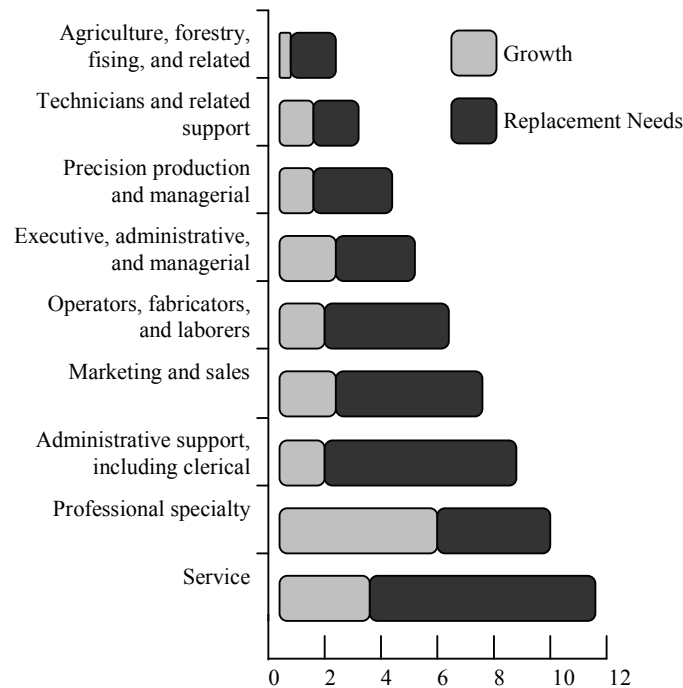 Agriculture, forestry,
fising, and related
Technicians and related
support
Precision production
and managerial
Executive, administrative,
and managerial
Operators, fabricators,
and laborers
Marketing and sales
Administrative support,
including clerical
Professional specialty
Service
Growth
Replacement Needs
0 2 4 6 8 10 12